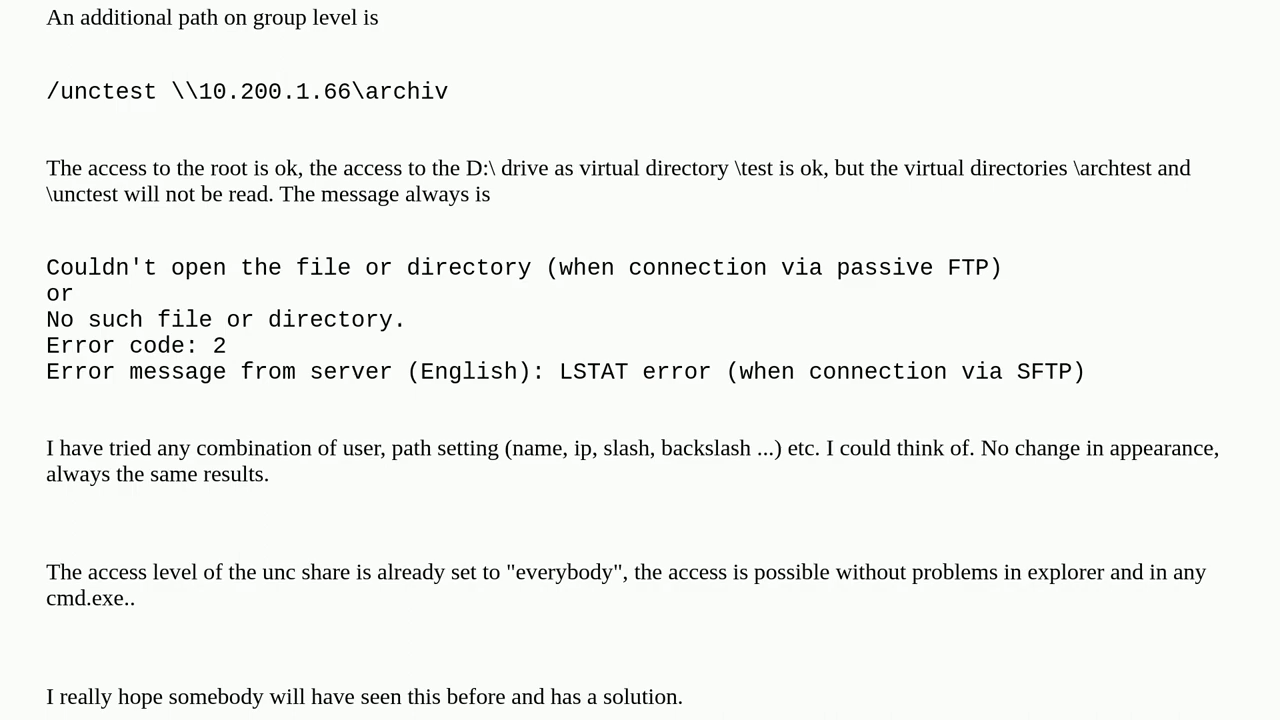 An additional path on group level is
/unctest \\10.200.1.66\archiv
The access to the root is ok, the access to the D:\ drive as virtual directory \test is ok, but the virtual directories \archtest and
\unctest will not be read. The message always is
Couldn't open the file or directory (when connection via passive FTP)
or
No such file or directory.
Error code: 2
Error message from server (English): LSTAT error (when connection via SFTP)
I have tried any combination of user, path setting (name, ip, slash, backslash ...) etc. I could think of. No change in appearance,
always the same results.
The access level of the unc share is already set to "everybody", the access is possible without problems in explorer and in any
cmd.exe..
I really hope somebody will have seen this before and has a solution.